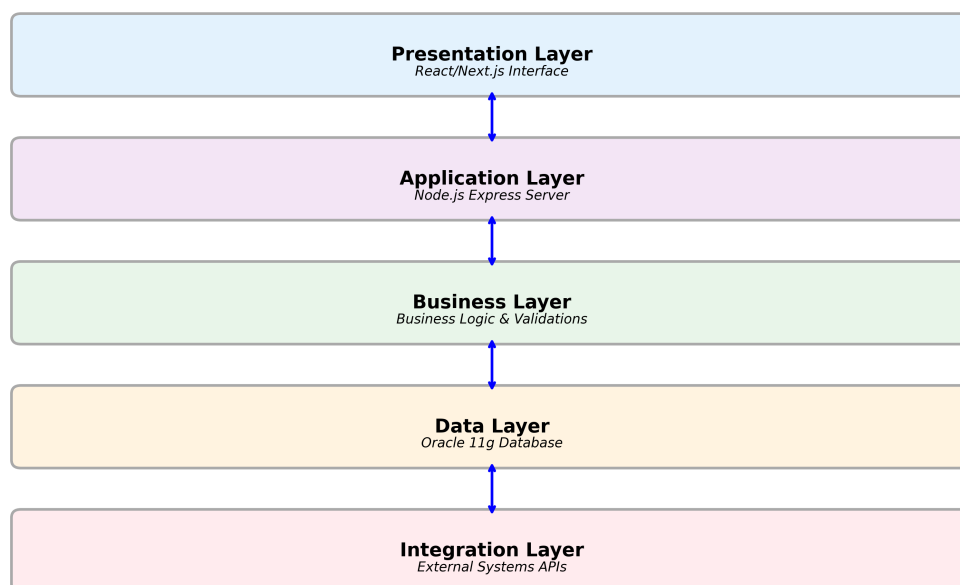 Presentation Layer
React/Next.js Interface
Application Layer
Node.js Express Server
Business Layer
Business Logic & Validations
Data Layer
Oracle 11g Database
Integration Layer
External Systems APIs